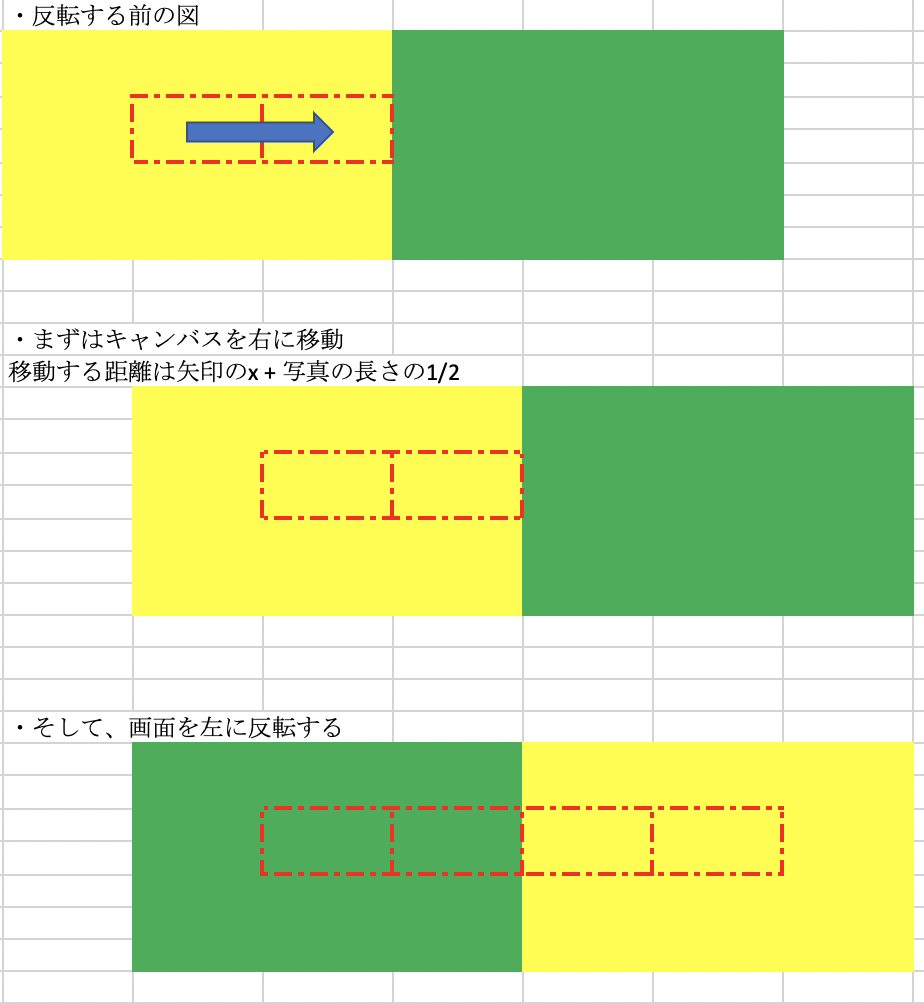 ・反転する前の図
・まずはキャンバスを右に移動
移動する距離は矢印のx + 写真の長さの1/2
・そして、画面を左に反転する